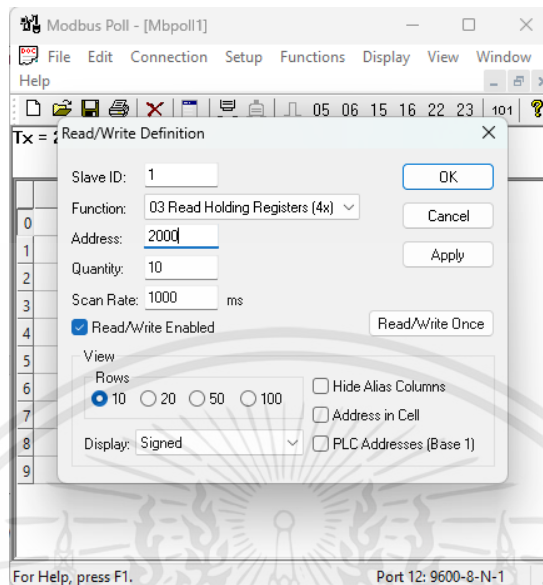 Modbus Poll - [Mbpoll1]
File Edit Connection Setup Functions Display View Window
Help
05 06 15 16 22 23 101
Tx = 2
Read/Write Definition
Slave ID: 1
OK
Function: 03 Read Holding Registers (4x)
Cancel
Address: 2000
Apply
Quantity: 10
Scan Rate: 1000 ms
Read/Write Enabled
Read/Write Once
View
Rows
10 20 50 100
Hide Alias Columns
Address in Cell
Display: Signed
PLC Addresses (Base 1)
0
1
2
3
4
5
6
7
8
9
For Help, press F1.
Port 12: 9600-8-N-1